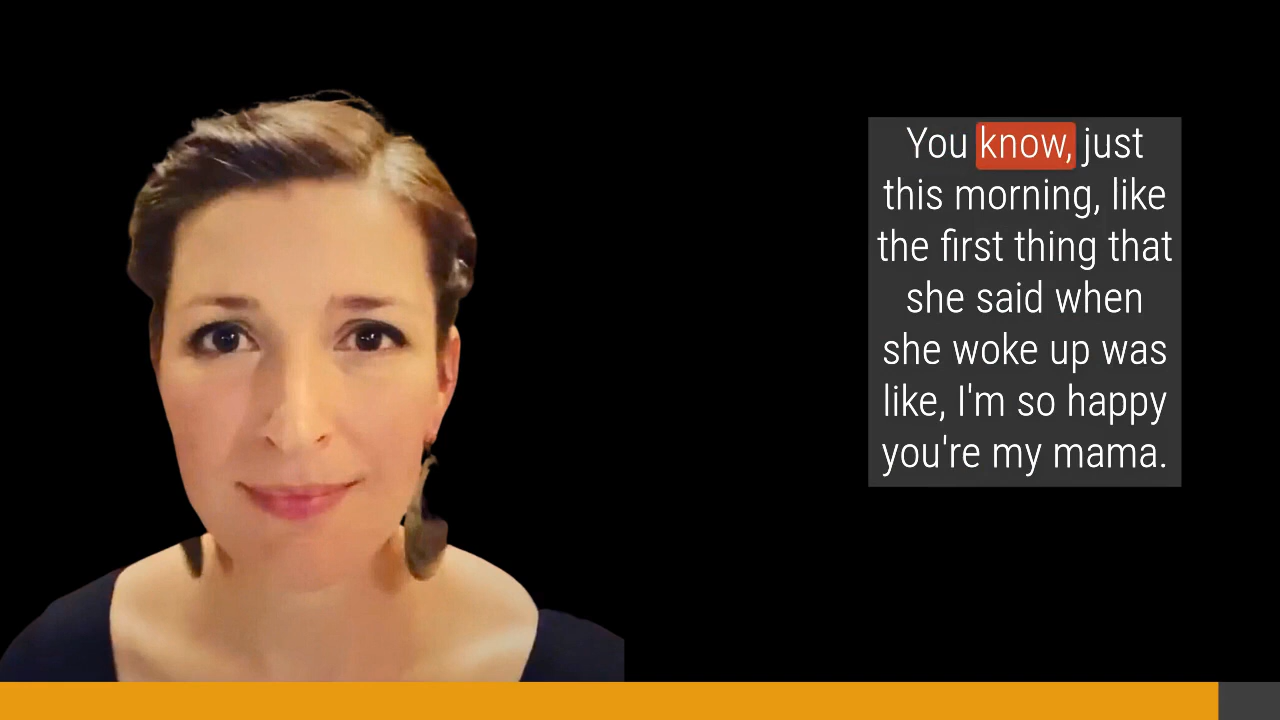 You know, just
this morning, like
the first thing that
she said when
she woke up was
like, I'm so happy
you're my mama.